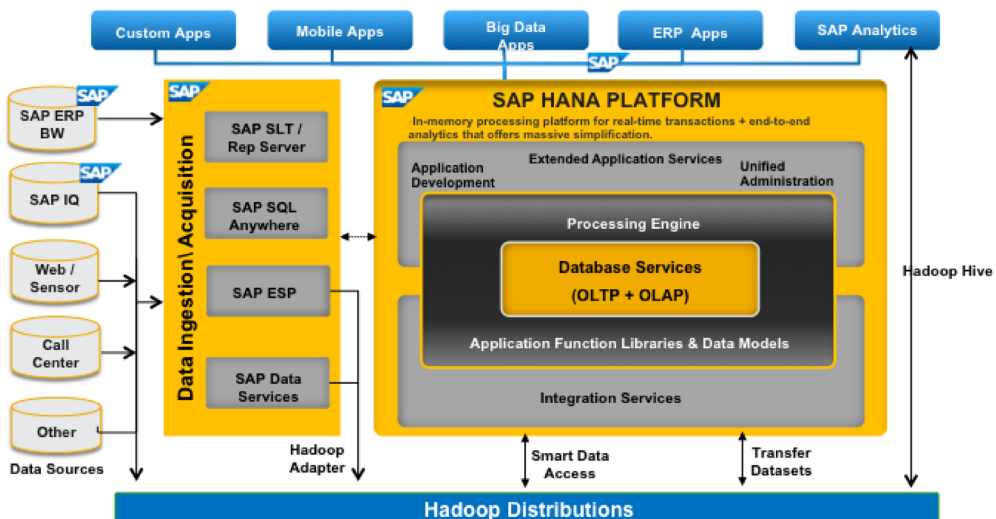 Custom Apps
Mobile Apps
Big Data
Apps
ERP Apps
SAP Analytics
SAP
SAP
SAP ERP
BW
SAP
SAP IQ
Web /
Sensor
Call
Center
Other
Data Sources
SAP
Data Ingestion\ Acquisition
SAP SLT /
Rep Server
SAP SQL
Anywhere
SAP ESP
SAP Data
Services
Hadoop
Adapter
SAP
SAP HANA PLATFORM
-In-memory processing platform for real-time transactions + end-to-end
analytics that offers massive simplification.
Application
Development
Extended Application Services
Unified
Administration
Processing Engine
Database Services
(OLTP + OLAP)
Application Function Libraries & Data Models
Integration Services
Smart Data
Access
Transfer
Datasets
Hadoop Hive
Hadoop Distributions